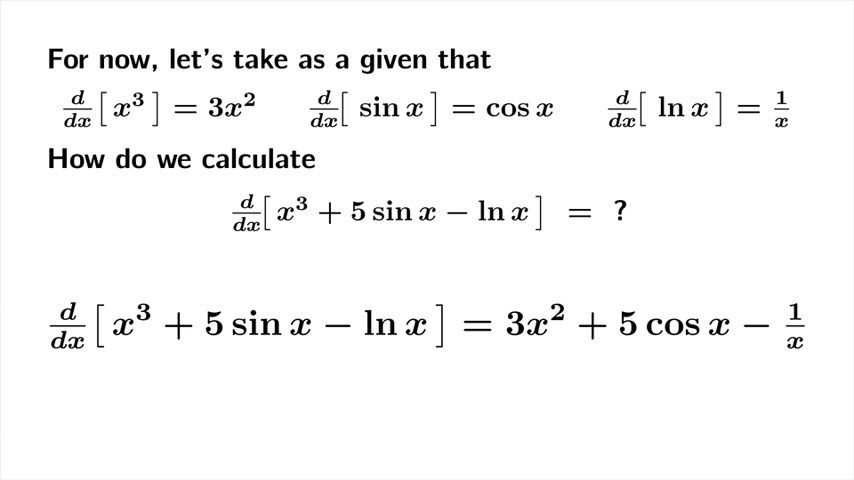 For now, let's take as a given that
d/dx[ x³ ] = 3x² d/dx[ sin x ] = cos x d/dx[ ln x ] = 1/x
How do we calculate
d/dx[ x³ + 5 sin x − ln x ] = ?
d/dx[ x³ + 5 sin x − ln x ] = 3x² + 5 cos x − 1/x